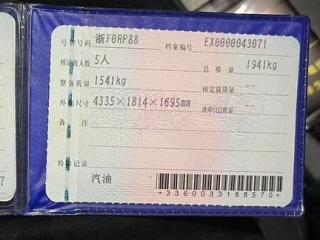 号牌号码 浙F0RP88 档案编号 EX0000043071
核定载人数 5人 总质量 1941kg
整备质量 1541kg 核定载质量 --
外廓尺寸 4335×1814×1695 准牵引总质量 --
备注
检验记录
汽油
*3360033188570*